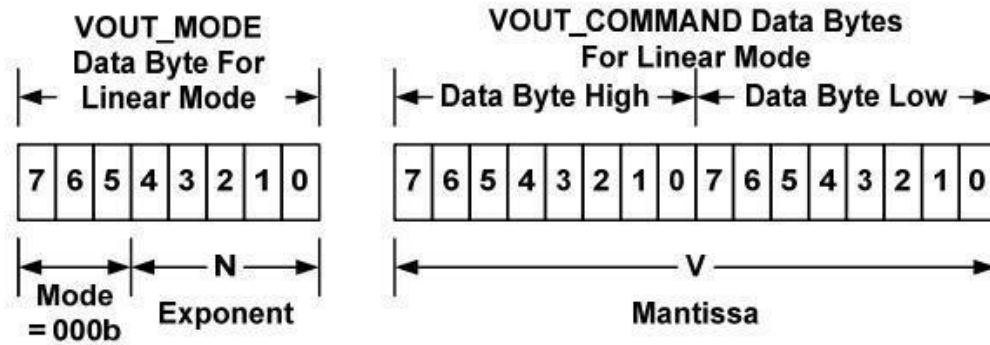 VOUT_MODE
Data Byte For
Linear Mode
7 6 5 4 3 2 1 0
N
Mode
= 000b
Exponent
VOUT_COMMAND Data Bytes
For Linear Mode
Data Byte High Data Byte Low
7 6 5 4 3 2 1 0 7 6 5 4 3 2 1 0
V
Mantissa